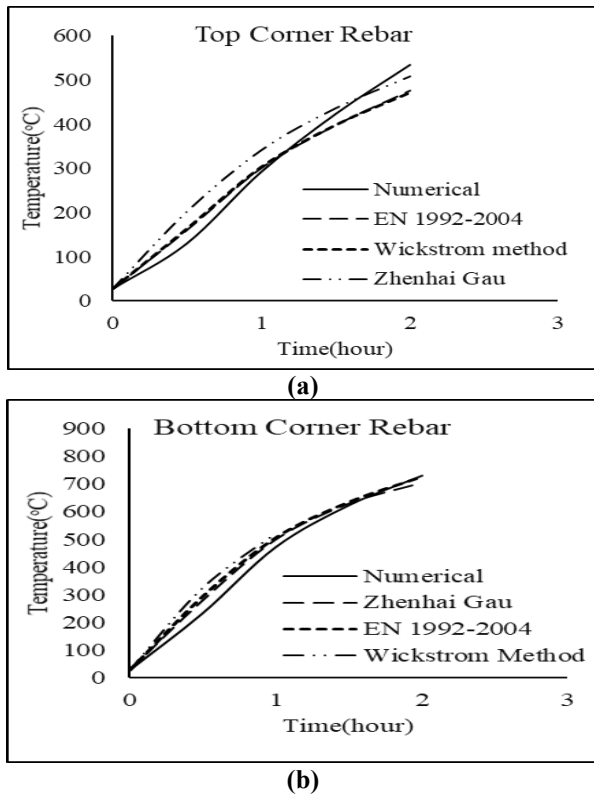 Top Corner Rebar
600
500
400
300
200
100
0
Temperature(°C)
Numerical
EN 1992-2004
Wickstrom method
Zhenhai Gau
0 1 2 3
Time(hour)
(a)
Bottom Corner Rebar
900
800
700
600
500
400
300
200
100
0
Temperature(°C)
Numerical
Zhenhai Gau
EN 1992-2004
Wickstrom Method
0 1 2 3
Time(hour)
(b)